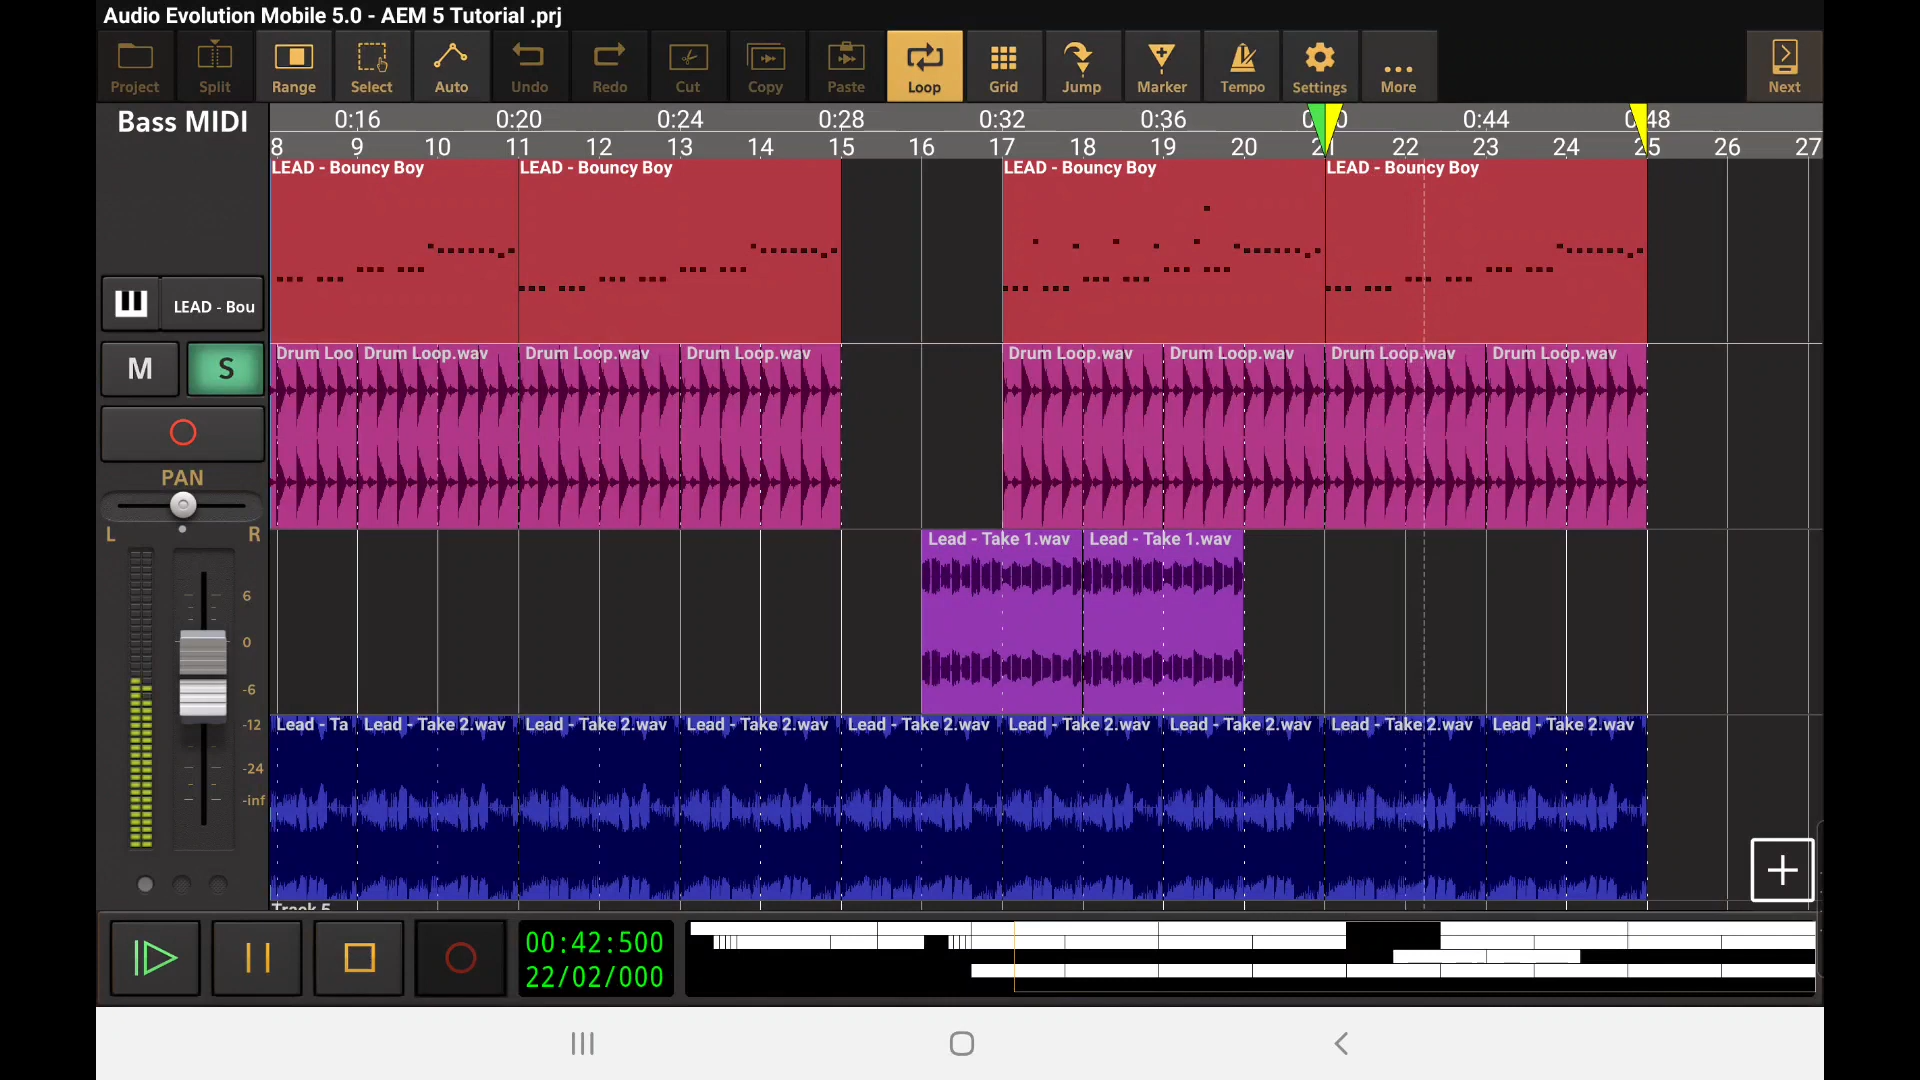 Audio Evolution Mobile 5.0 - AEM 5 Tutorial .prj
Project Split Range Select Auto Undo Redo Cut Copy Paste Loop Grid Jump Marker Tempo Settings More Next
Bass MIDI
0:16 0:20 0:24 0:28 0:32 0:36 0:44 0:48
8 9 10 11 12 13 14 15 16 17 18 19 20 21 22 23 24 25 26 27
LEAD - Bouncy Boy LEAD - Bouncy Boy LEAD - Bouncy Boy LEAD - Bouncy Boy
LEAD - Bou
M S
Drum Loo Drum Loop.wav Drum Loop.wav Drum Loop.wav Drum Loop.wav Drum Loop.wav Drum Loop.wav Drum Loop.wav
PAN
L R
Lead - Take 1.wav Lead - Take 1.wav
6
0
-6
-12
-24
-inf
Lead - Ta Lead - Take 2.wav Lead - Take 2.wav Lead - Take 2.wav Lead - Take 2.wav Lead - Take 2.wav Lead - Take 2.wav Lead - Take 2.wav Lead - Take 2.wav
Track 5
00:42:500
22/02/000